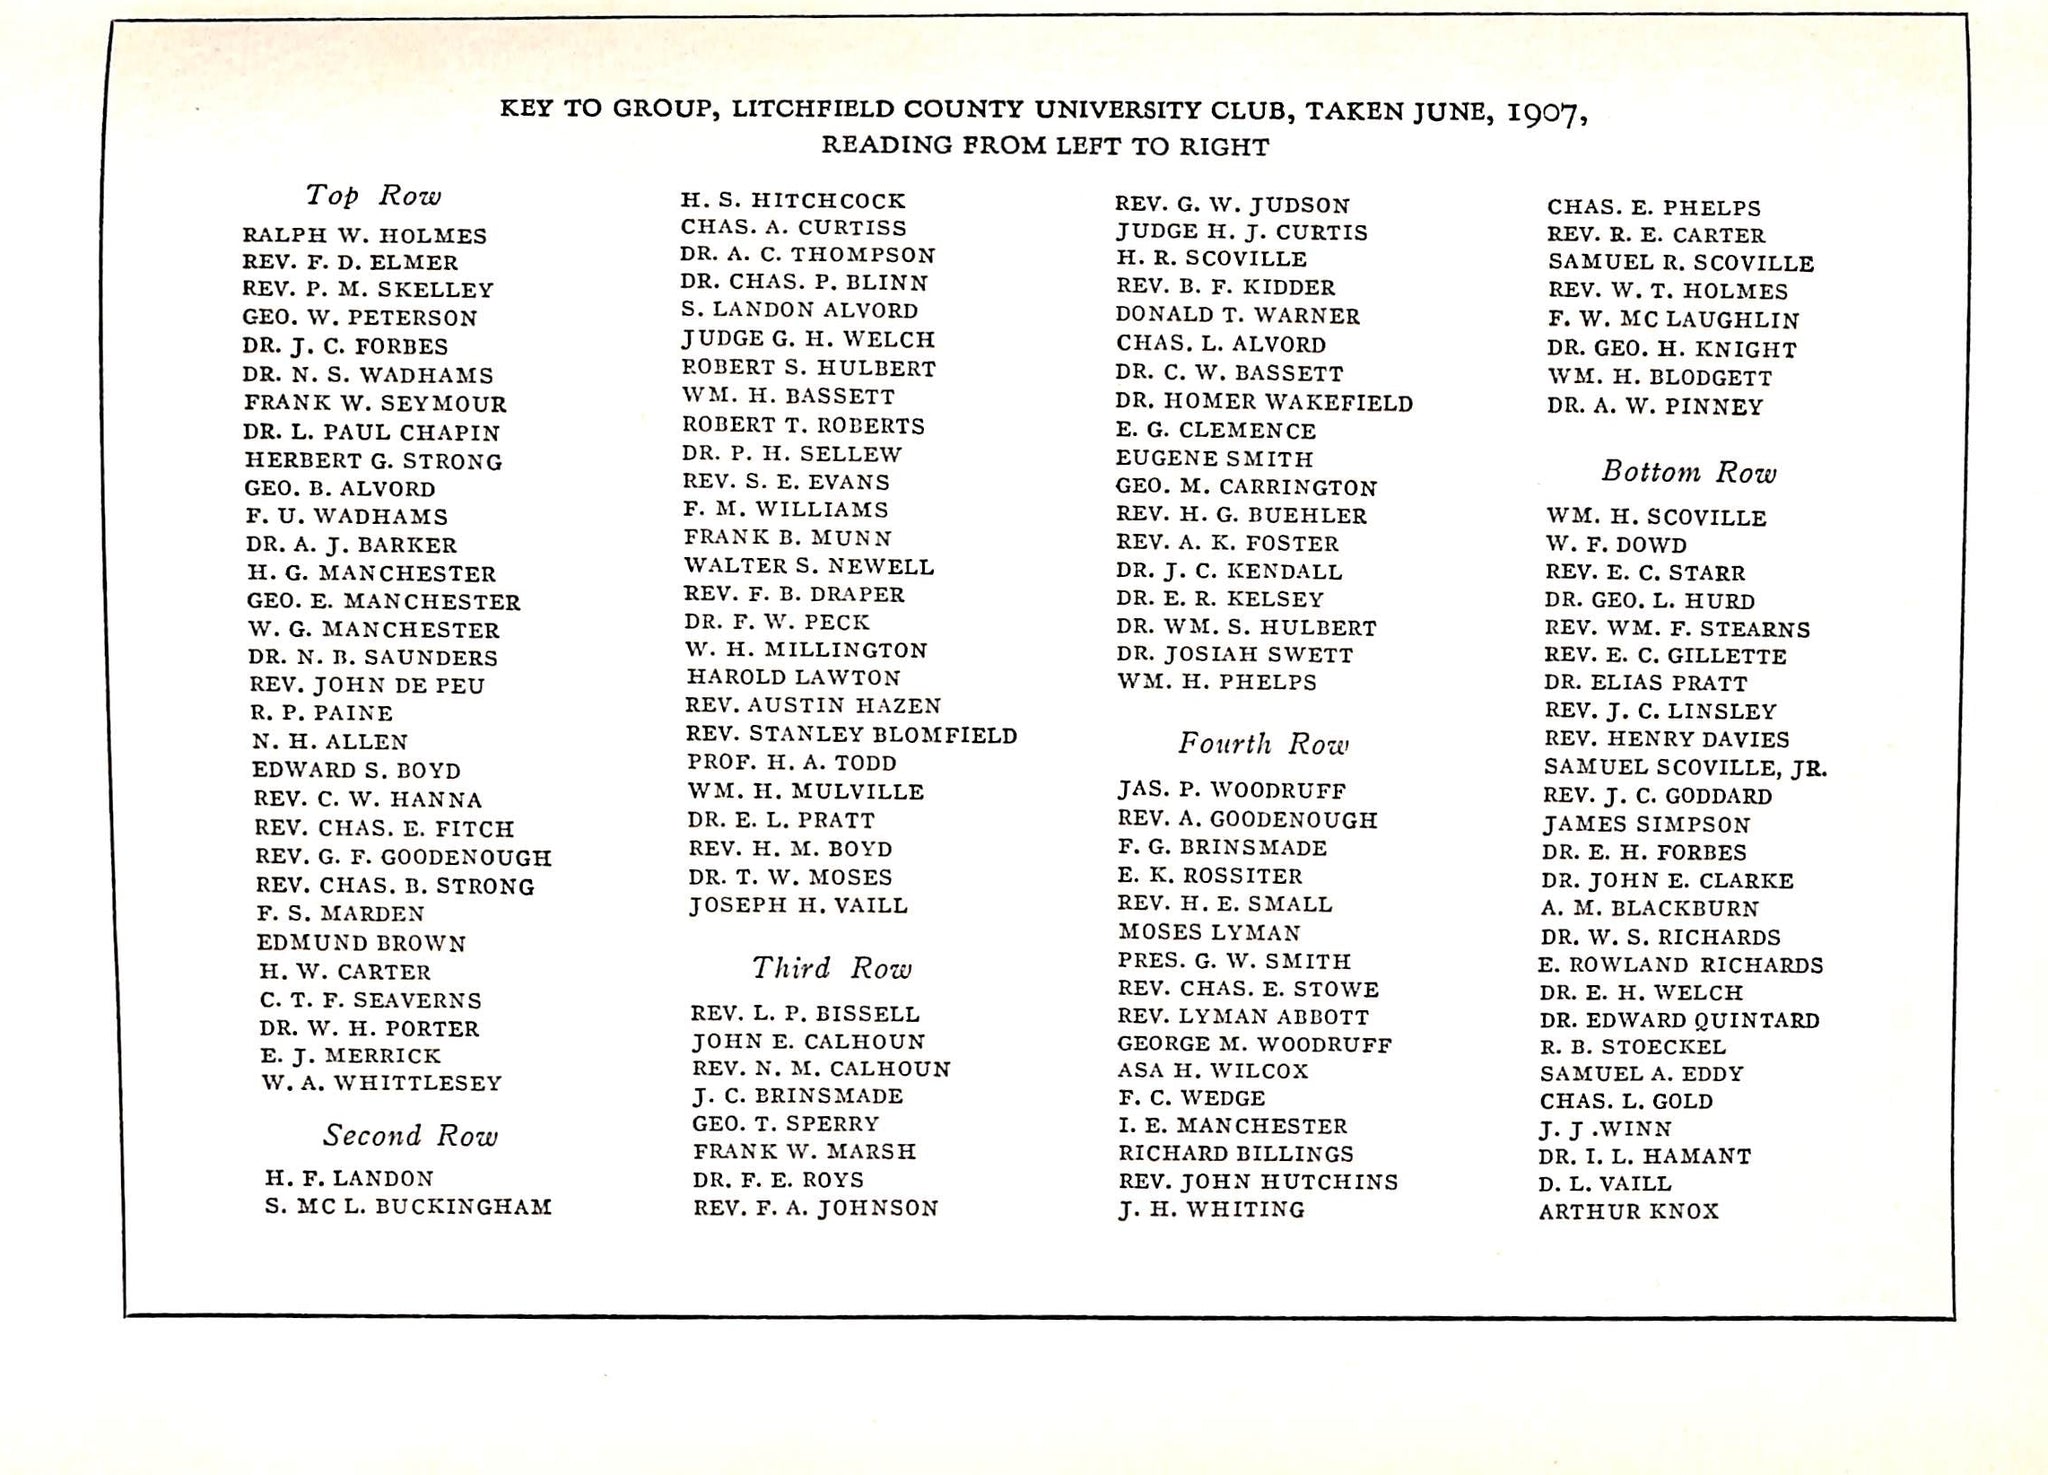 KEY TO GROUP, LITCHFIELD COUNTY UNIVERSITY CLUB, TAKEN JUNE, 1907,
READING FROM LEFT TO RIGHT
Top Row
RALPH W. HOLMES
REV. F. D. ELMER
REV. P. M. SKELLEY
GEO. W. PETERSON
DR. J. C. FORBES
DR. N. S. WADHAMS
FRANK W. SEYMOUR
DR. L. PAUL CHAPIN
HERBERT G. STRONG
GEO. B. ALVORD
F. U. WADHAMS
DR. A. J. BARKER
H. G. MANCHESTER
GEO. E. MANCHESTER
W. G. MANCHESTER
DR. N. B. SAUNDERS
REV. JOHN DE PEU
R. P. PAINE
N. H. ALLEN
EDWARD S. BOYD
REV. C. W. HANNA
REV. CHAS. E. FITCH
REV. G. F. GOODENOUGH
REV. CHAS. B. STRONG
F. S. MARDEN
EDMUND BROWN
H. W. CARTER
C. T. F. SEAVERNS
DR. W. H. PORTER
E. J. MERRICK
W. A. WHITTLESEY
Second Row
H. F. LANDON
S. MC L. BUCKINGHAM
H. S. HITCHCOCK
CHAS. A. CURTISS
DR. A. C. THOMPSON
DR. CHAS. P. BLINN
S. LANDON ALVORD
JUDGE G. H. WELCH
ROBERT S. HULBERT
WM. H. BASSETT
ROBERT T. ROBERTS
DR. P. H. SELLEW
REV. S. E. EVANS
F. M. WILLIAMS
FRANK B. MUNN
WALTER S. NEWELL
REV. F. B. DRAPER
DR. F. W. PECK
W. H. MILLINGTON
HAROLD LAWTON
REV. AUSTIN HAZEN
REV. STANLEY BLOMFIELD
PROF. H. A. TODD
WM. H. MULVILLE
DR. E. L. PRATT
REV. H. M. BOYD
DR. T. W. MOSES
JOSEPH H. VAILL
Third Row
REV. L. P. BISSELL
JOHN E. CALHOUN
REV. N. M. CALHOUN
J. C. BRINSMADE
GEO. T. SPERRY
FRANK W. MARSH
DR. F. E. ROYS
REV. F. A. JOHNSON
REV. G. W. JUDSON
JUDGE H. J. CURTIS
H. R. SCOVILLE
REV. B. F. KIDDER
DONALD T. WARNER
CHAS. L. ALVORD
DR. C. W. BASSETT
DR. HOMER WAKEFIELD
E. G. CLEMENCE
EUGENE SMITH
GEO. M. CARRINGTON
REV. H. G. BUEHLER
REV. A. K. FOSTER
DR. J. C. KENDALL
DR. E. R. KELSEY
DR. WM. S. HULBERT
DR. JOSIAH SWETT
WM. H. PHELPS
Fourth Row
JAS. P. WOODRUFF
REV. A. GOODENOUGH
F. G. BRINSMADE
E. K. ROSSITER
REV. H. E. SMALL
MOSES LYMAN
PRES. G. W. SMITH
REV. CHAS. E. STOWE
REV. LYMAN ABBOTT
GEORGE M. WOODRUFF
ASA H. WILCOX
F. C. WEDGE
I. E. MANCHESTER
RICHARD BILLINGS
REV. JOHN HUTCHINS
J. H. WHITING
CHAS. E. PHELPS
REV. R. E. CARTER
SAMUEL R. SCOVILLE
REV. W. T. HOLMES
F. W. MC LAUGHLIN
DR. GEO. H. KNIGHT
WM. H. BLODGETT
DR. A. W. PINNEY
Bottom Row
WM. H. SCOVILLE
W. F. DOWD
REV. E. C. STARR
DR. GEO. L. HURD
REV. WM. F. STEARNS
REV. E. C. GILLETTE
DR. ELIAS PRATT
REV. J. C. LINSLEY
REV. HENRY DAVIES
SAMUEL SCOVILLE, JR.
REV. J. C. GODDARD
JAMES SIMPSON
DR. E. H. FORBES
DR. JOHN E. CLARKE
A. M. BLACKBURN
DR. W. S. RICHARDS
E. ROWLAND RICHARDS
DR. E. H. WELCH
DR. EDWARD QUINTARD
R. B. STOECKEL
SAMUEL A. EDDY
CHAS. L. GOLD
J. J .WINN
DR. I. L. HAMANT
D. L. VAILL
ARTHUR KNOX